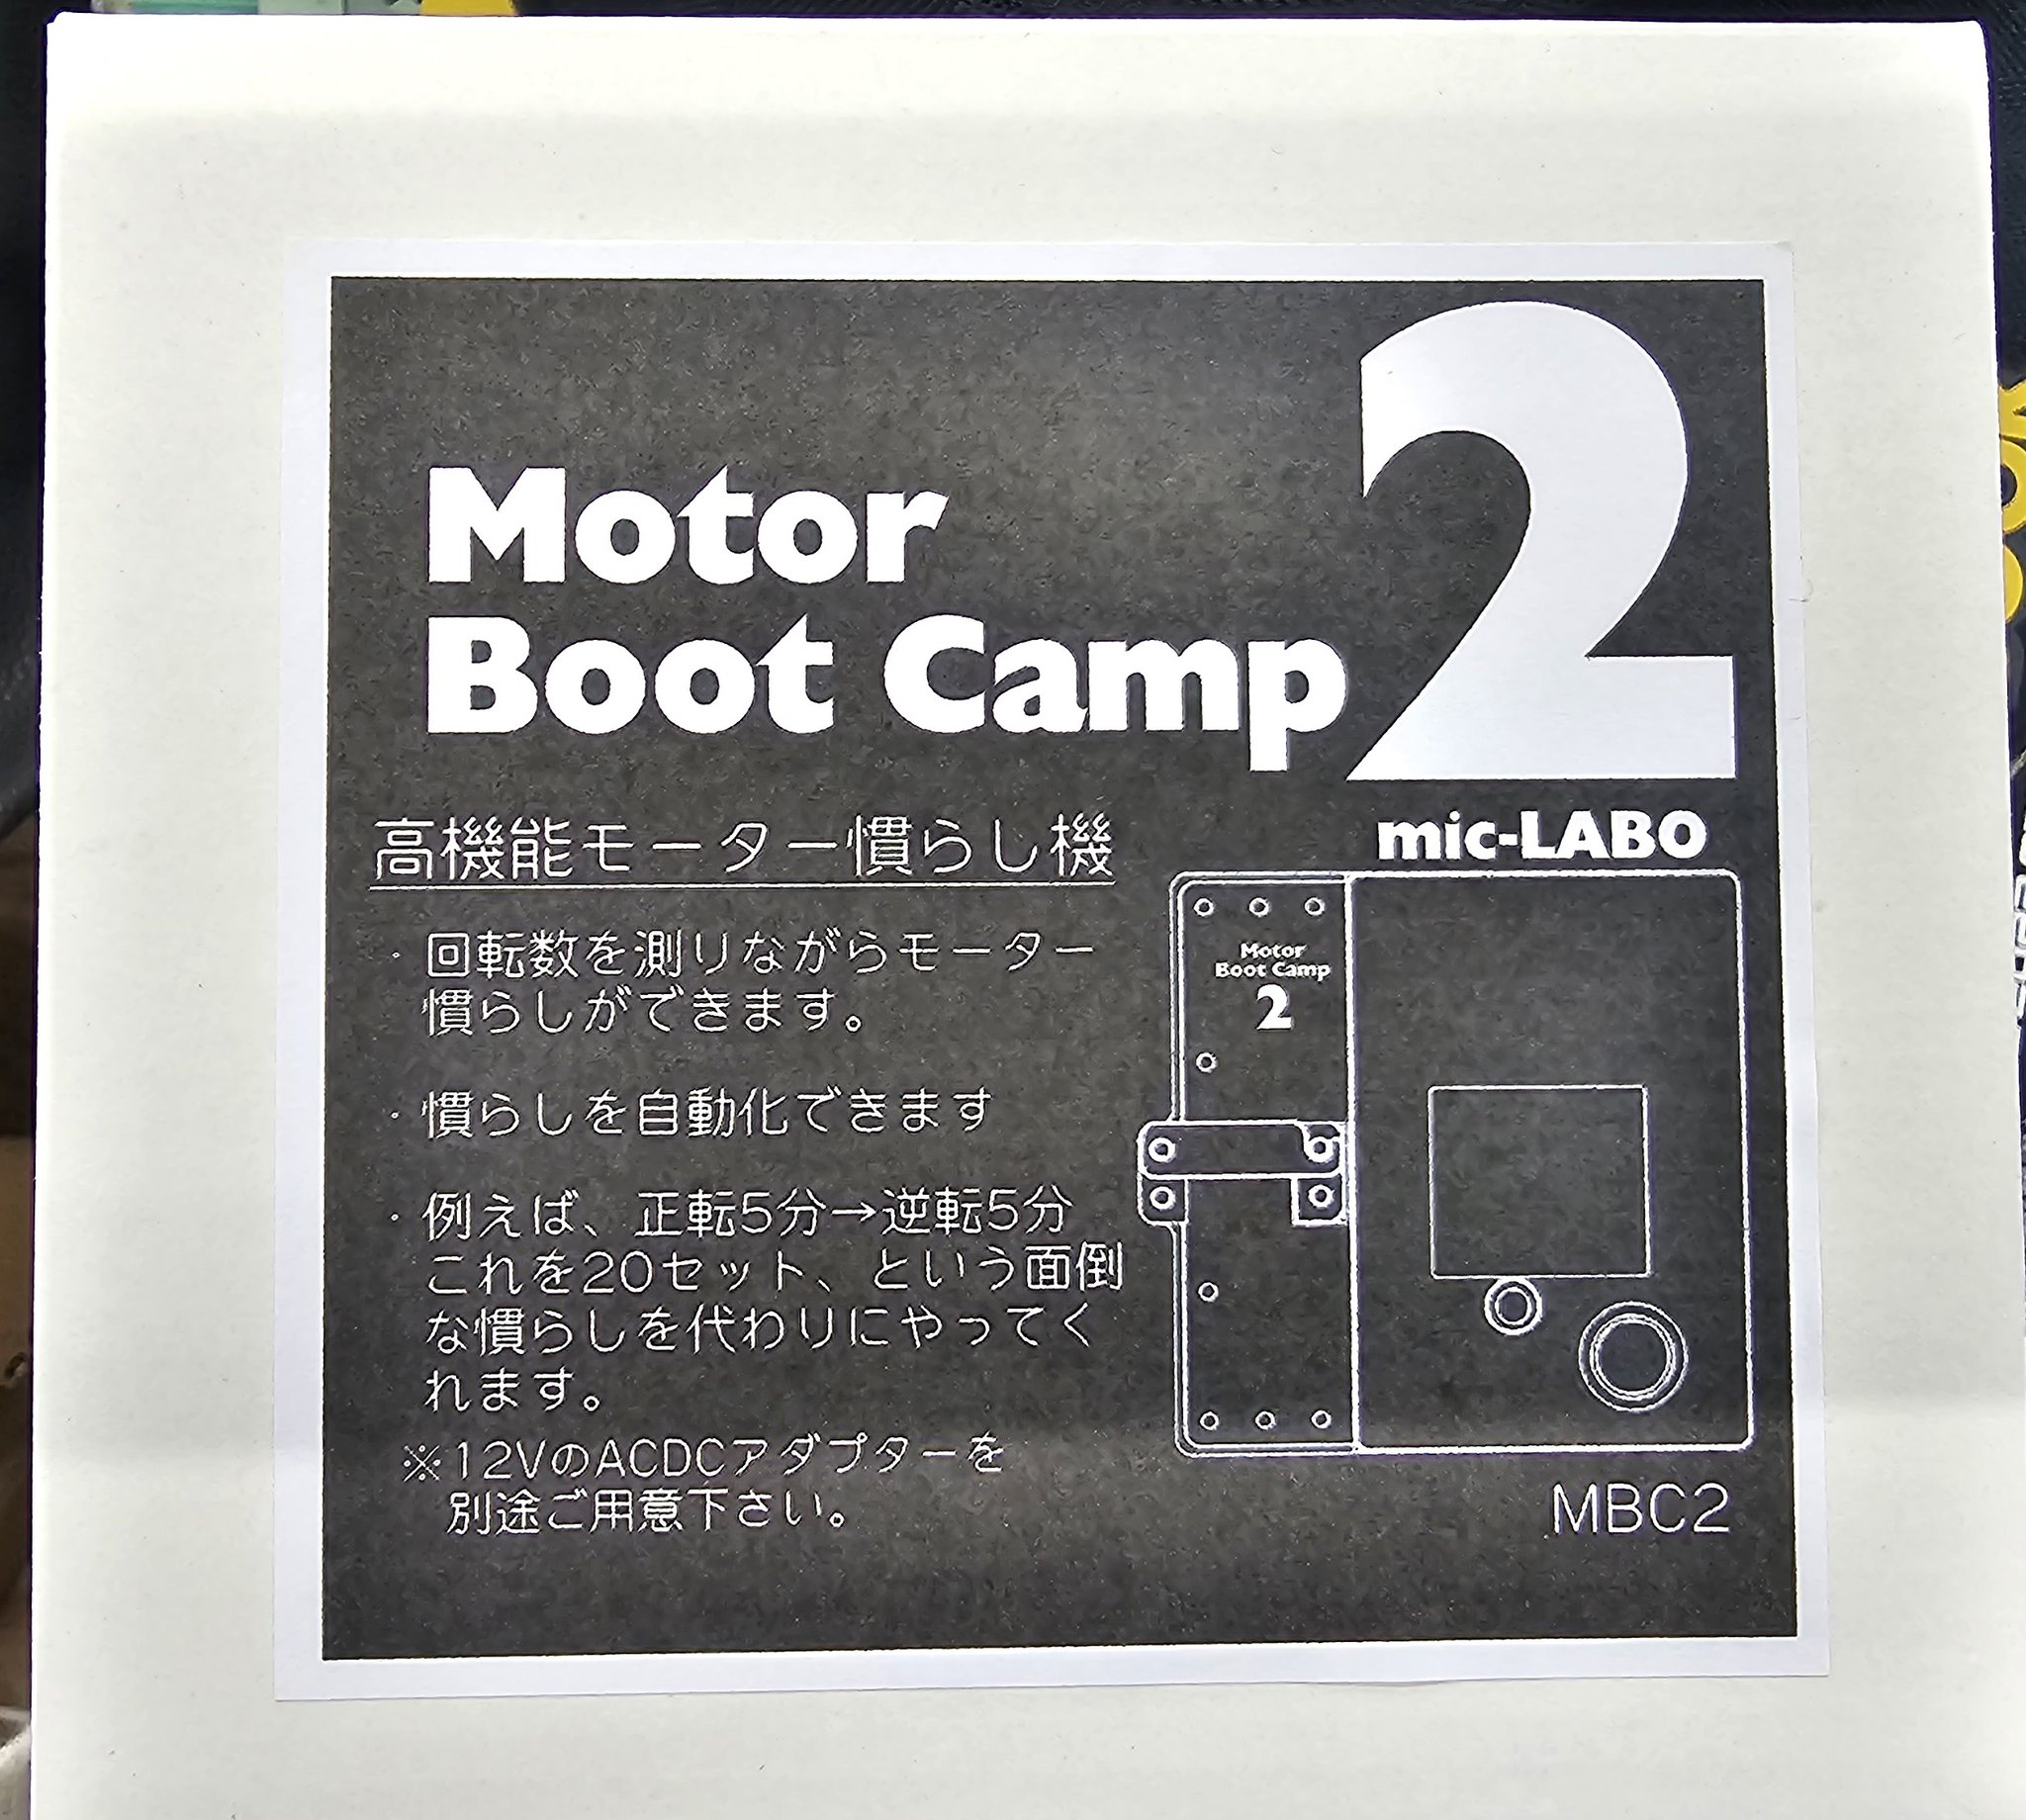 Motor
Boot Camp 2
mic-LABO
高機能モーター慣らし機
・回転数を測りながらモーター
慣らしができます。
・慣らしを自動化できます
・例えば、正転5分→逆転5分
これを20セット、という面倒
な慣らしを代わりにやってく
れます。
※12VのACDCアダプターを
別途ご用意下さい。
Motor
Boot Camp
2
MBC2